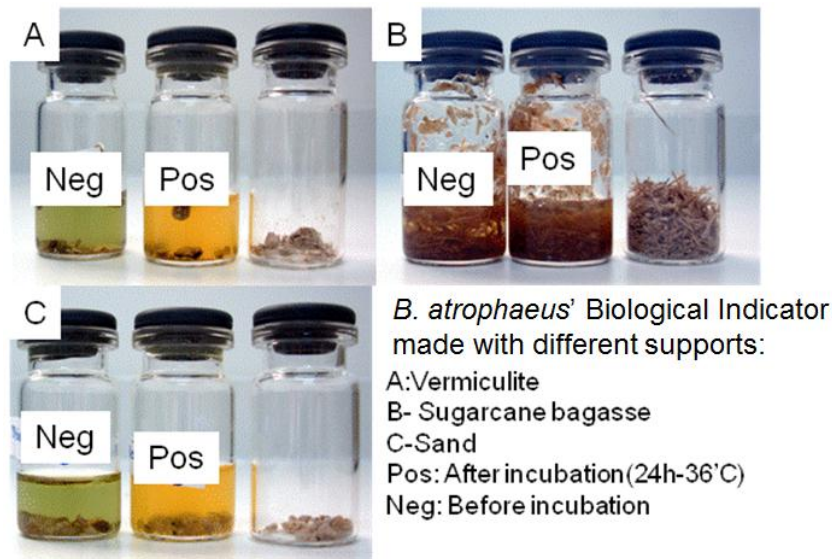 A
Neg
Pos
B
Neg
Pos
C
Neg
Pos
B. atrophaeus' Biological Indicator
made with different supports:
A:Vermiculite
B- Sugarcane bagasse
C-Sand
Pos: After incubation(24h-36'C)
Neg: Before incubation